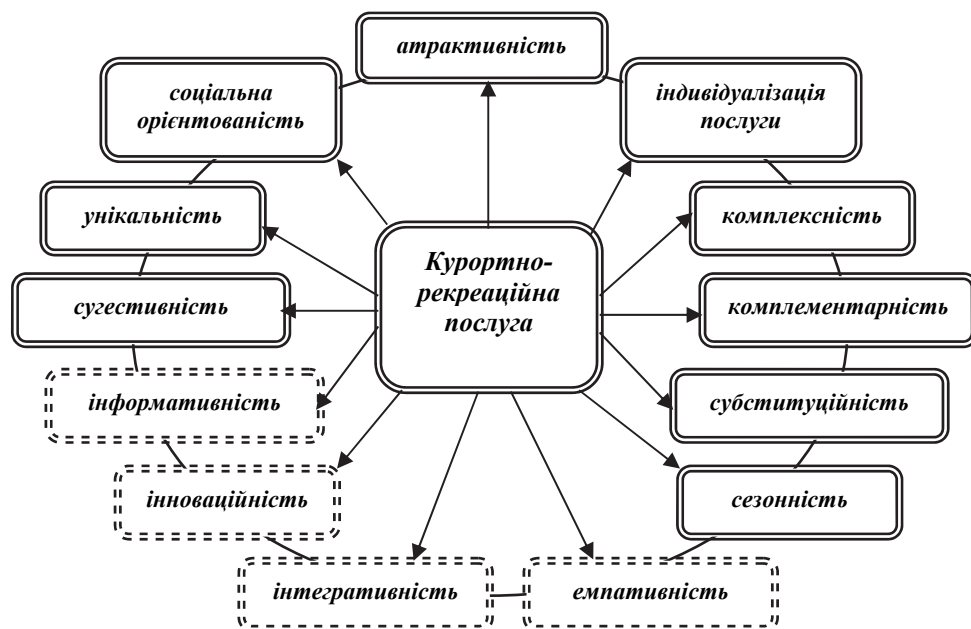 атрактивність
соціальна
орієнтованість
індивідуалізація
послуги
унікальність
комплексність
Курортно-
рекреаційна
послуга
сугестивність
комплементарність
інформативність
субституційність
інноваційність
сезонність
інтегративність
емпативність